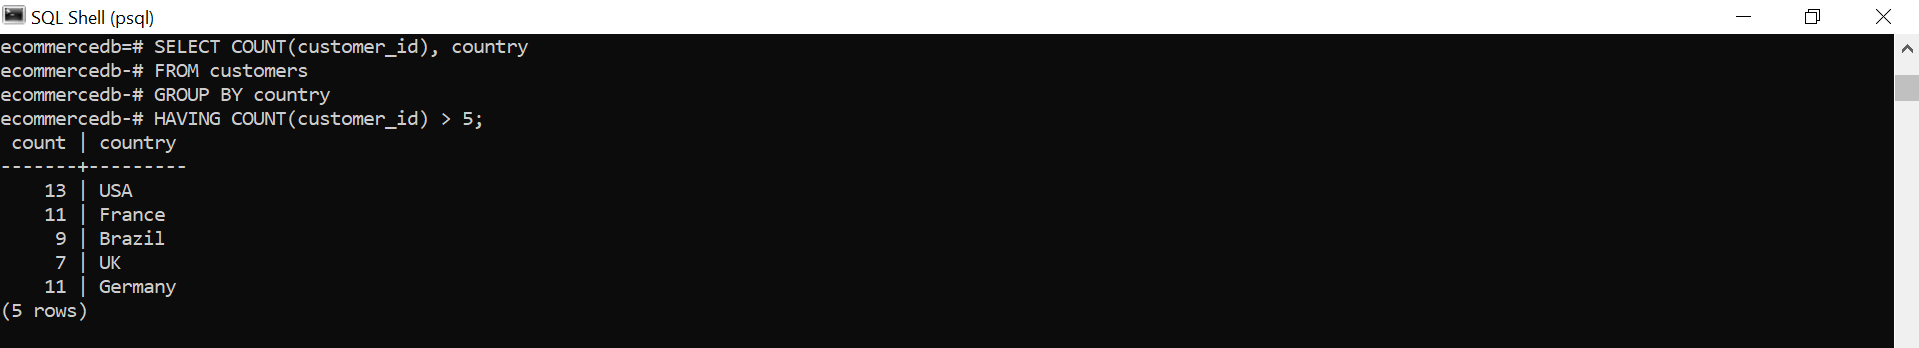 SQL Shell (psql)
ecommercedb=# SELECT COUNT(customer_id), country
ecommercedb-# FROM customers
ecommercedb-# GROUP BY country
ecommercedb-# HAVING COUNT(customer_id) > 5;
 count | country
-------+---------
    13 | USA
    11 | France
     9 | Brazil
     7 | UK
    11 | Germany
(5 rows)